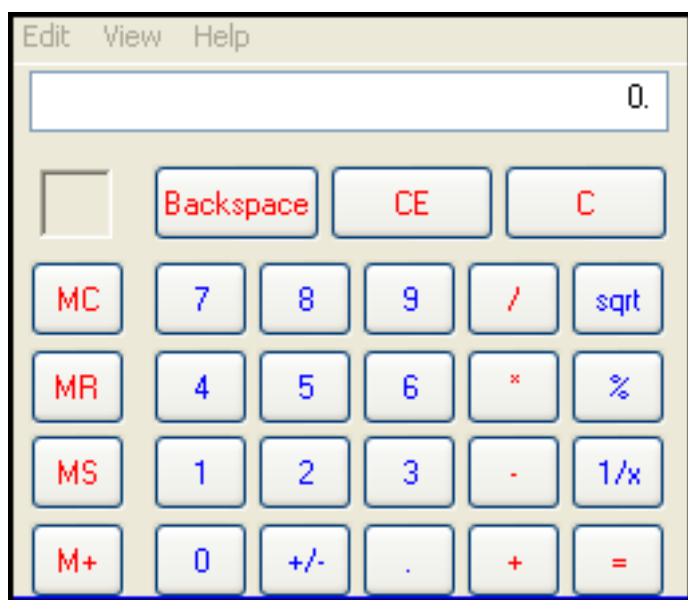 Edit View Help
0.
Backspace CE C
MC 7 8 9 / sqrt
MR 4 5 6 * %
MS 1 2 3 - 1/x
M+ 0 +/- . + =